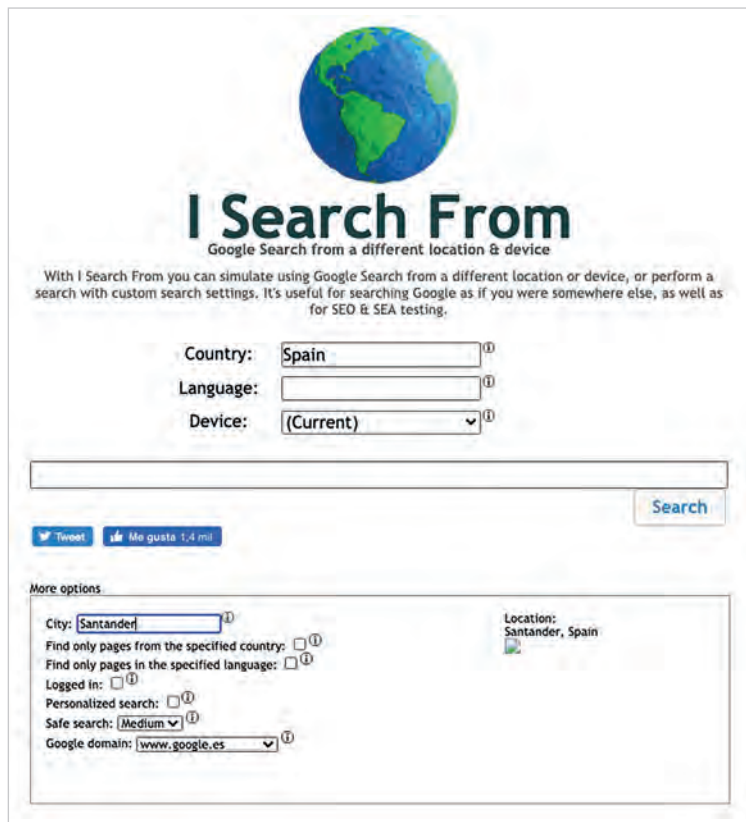 I Search From
Google Search from a different location & device
With I Search From you can simulate using Google Search from a different location or device, or perform a
search with custom search settings. It's useful for searching Google as if you were somewhere else, as well as
for SEO & SEA testing.
Country: Spain
Language:
Device: (Current)
Search
Tweet Me gusta 1,4 mil
More options
City: Santander
Location:
Santander, Spain
Find only pages from the specified country:
Find only pages in the specified language:
Logged in:
Personalized search:
Safe search: Medium
Google domain: www.google.es